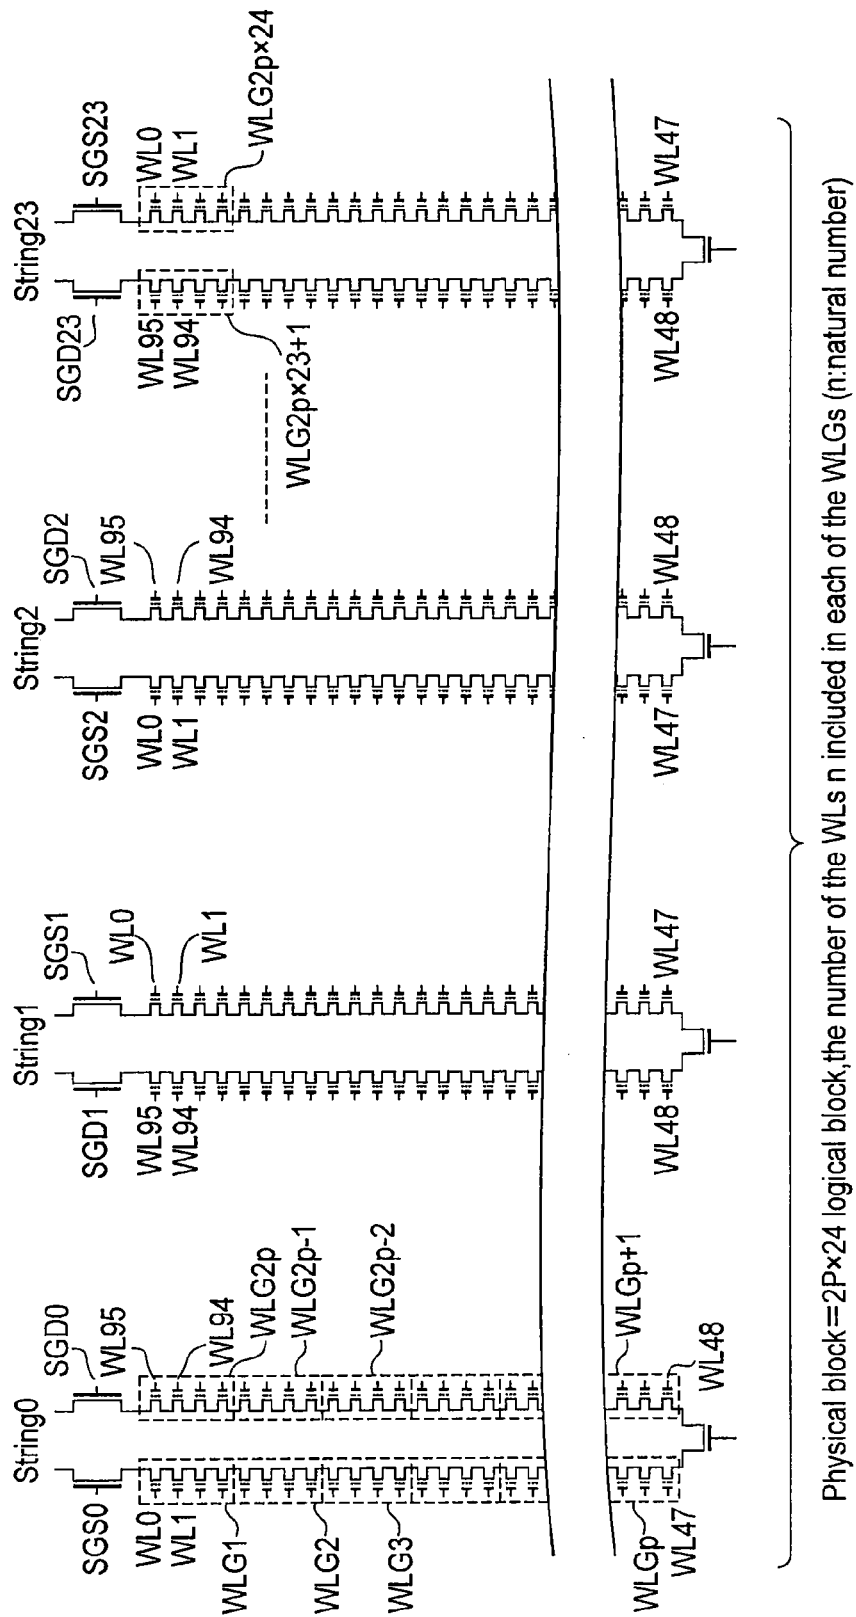 String0
SGS0
SGD0
WL95
WL94
WL0
WL1
WLG1
WLG2
WLG3
WLG2p
WLG2p-1
WLG2p-2
WLGp
WL47
WLGp+1
WL48
String1
SGD1
SGS1
WL0
WL1
WL95
WL94
WL48
WL47
String2
SGS2
SGD2
WL95
WL94
WL0
WL1
WL47
WL48
String23
SGD23
SGS23
WL95
WL94
WL0
WL1
WLG2p×23+1
WLG2p×24
WL48
WL47
Physical block=2P×24 logical block,the number of the WLs n included in each of the WLGs (n:natural number)